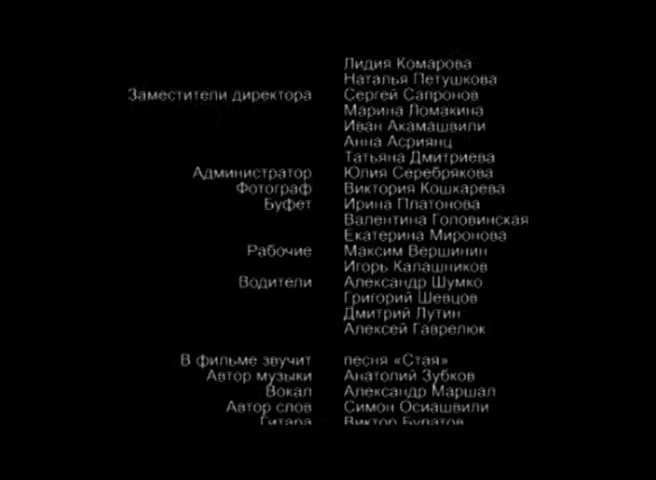 Лидия Комарова
Наталья Петушкова
Заместители директора Сергей Сапронов
Марина Ломакина
Иван Акамашвили
Анна Асриянц
Татьяна Дмитриева
Администратор Юлия Серебрякова
Фотограф Виктория Кошкарева
Буфет Ирина Платонова
Валентина Головинская
Екатерина Миронова
Рабочие Максим Вершинин
Игорь Калашников
Водители Александр Шумко
Григорий Шевцов
Дмитрий Лутин
Алексей Гаврелюк
В фильме звучит песня «Стая»
Автор музыки Анатолий Зубков
Вокал Александр Маршал
Автор слов Симон Осиашвили
Гитара Виктор Булатов